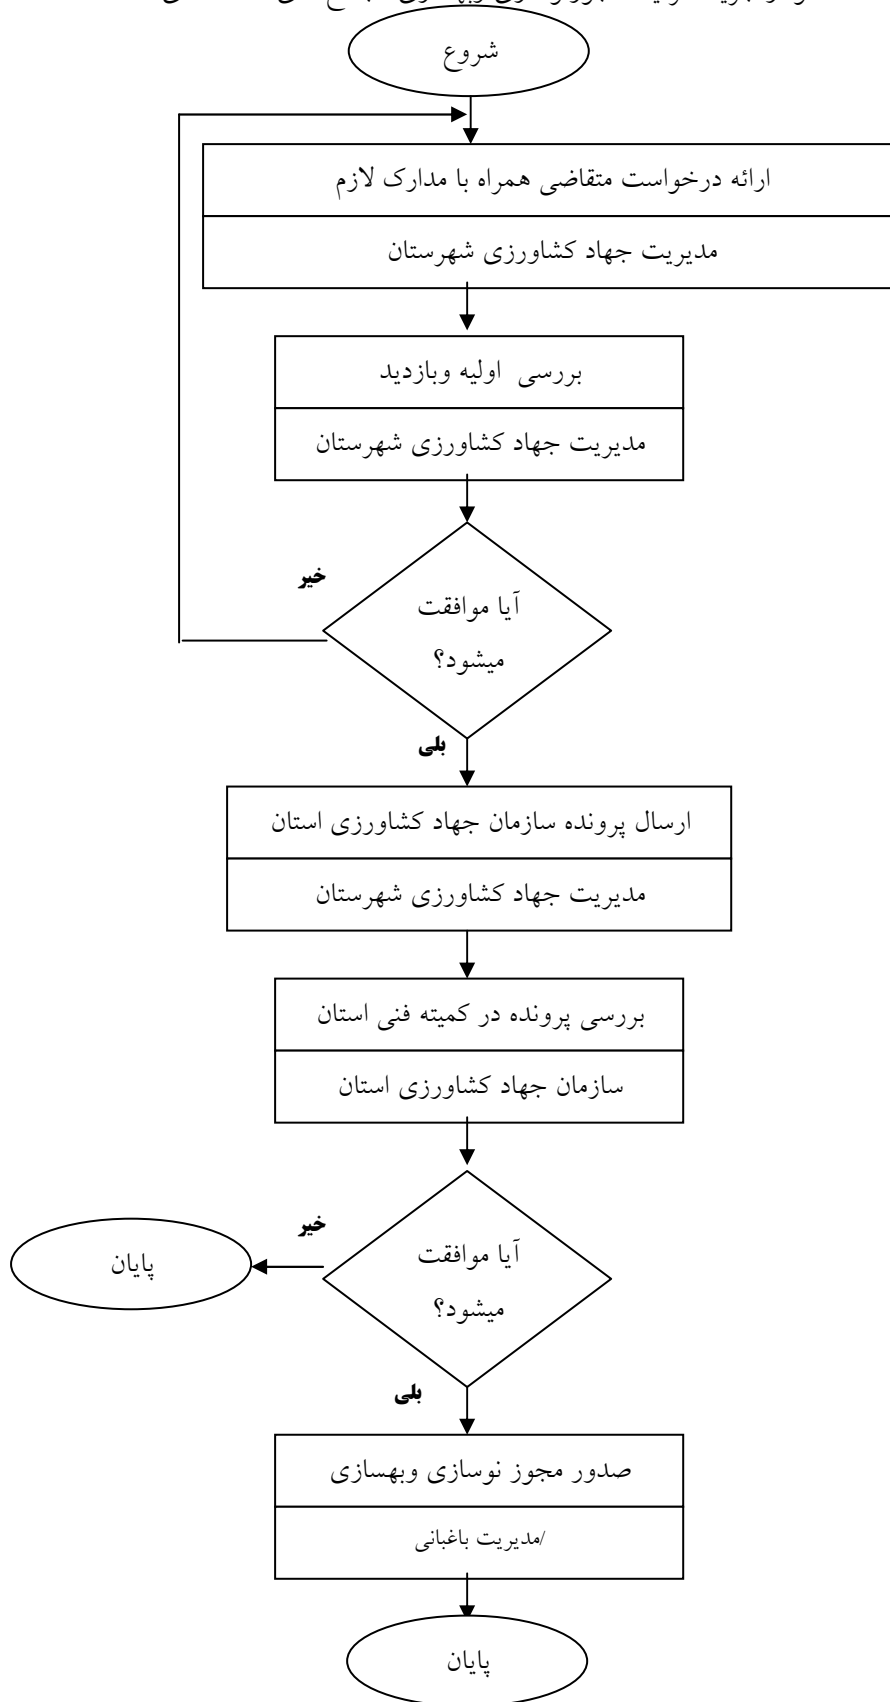 شروع
ارائه درخواست متقاضی همراه با مدارک لازم
مدیریت جهاد کشاورزی شهرستان
بررسی اولیه وبازدید
مدیریت جهاد کشاورزی شهرستان
خیر
آیا موافقت
میشود؟
بلی
ارسال پرونده سازمان جهاد کشاورزی استان
مدیریت جهاد کشاورزی شهرستان
بررسی پرونده در کمیته فنی استان
سازمان جهاد کشاورزی استان
خیر
آیا موافقت
میشود؟
پایان
بلی
صدور مجوز نوسازی وبهسازی
/مدیریت باغبانی
پایان